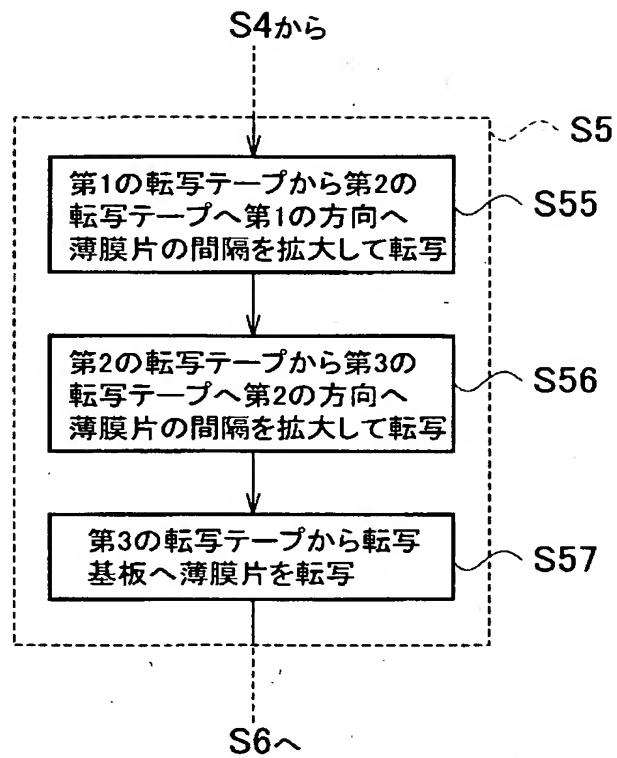 S4から
S5
第1の転写テープから第2の
転写テープへ第1の方向へ
薄膜片の間隔を拡大して転写
S55
第2の転写テープから第3の
転写テープへ第2の方向へ
薄膜片の間隔を拡大して転写
S56
第3の転写テープから転写
基板へ薄膜片を転写
S57
S6へ